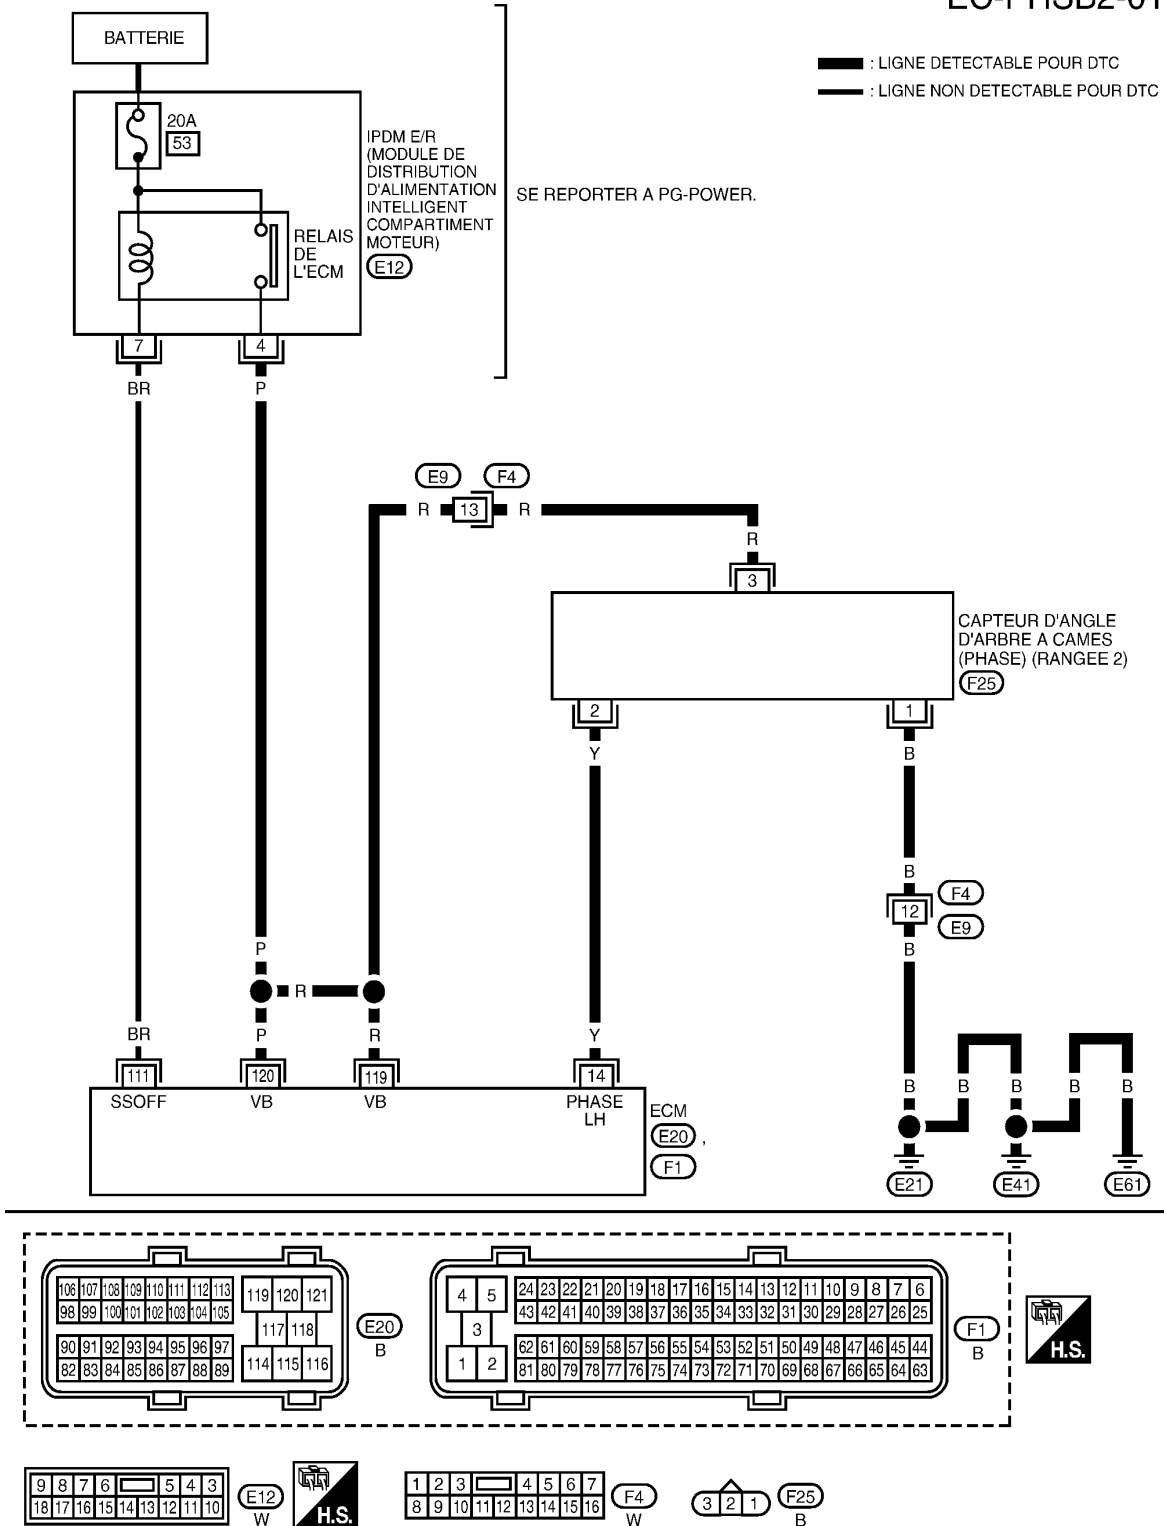 BATTERIE
: LIGNE DETECTABLE POUR DTC
: LIGNE NON DETECTABLE POUR DTC
20A
53
IPDM E/R
(MODULE DE
DISTRIBUTION
D'ALIMENTATION
INTELLIGENT
COMPARTIMENT
MOTEUR)
E12
SE REPORTER A PG-POWER.
RELAIS
DE
L'ECM
7 4
BR P
E9 F4
R 13 R
R
3
CAPTEUR D'ANGLE
D'ARBRE A CAMES
(PHASE) (RANGEE 2)
F25
2 1
Y B
B
12 F4
E9
P B
R
BR P R Y
111 120 119 14
SSOFF VB VB PHASE
LH
ECM
E20 ,
F1
B B B B B
E21 E41 E61
106 107 108 109 110 111 112 113
98 99 100 101 102 103 104 105
90 91 92 93 94 95 96 97
82 83 84 85 86 87 88 89
119 120 121
117 118
114 115 116
E20
B
4 5
3
1 2
24 23 22 21 20 19 18 17 16 15 14 13 12 11 10 9 8 7 6
43 42 41 40 39 38 37 36 35 34 33 32 31 30 29 28 27 26 25
62 61 60 59 58 57 56 55 54 53 52 51 50 49 48 47 46 45 44
81 80 79 78 77 76 75 74 73 72 71 70 69 68 67 66 65 64 63
F1
B
H.S.
9 8 7 6 5 4 3
18 17 16 15 14 13 12 11 10
E12
W
H.S.
1 2 3 4 5 6 7
8 9 10 11 12 13 14 15 16
F4
W
3 2 1
F25
B